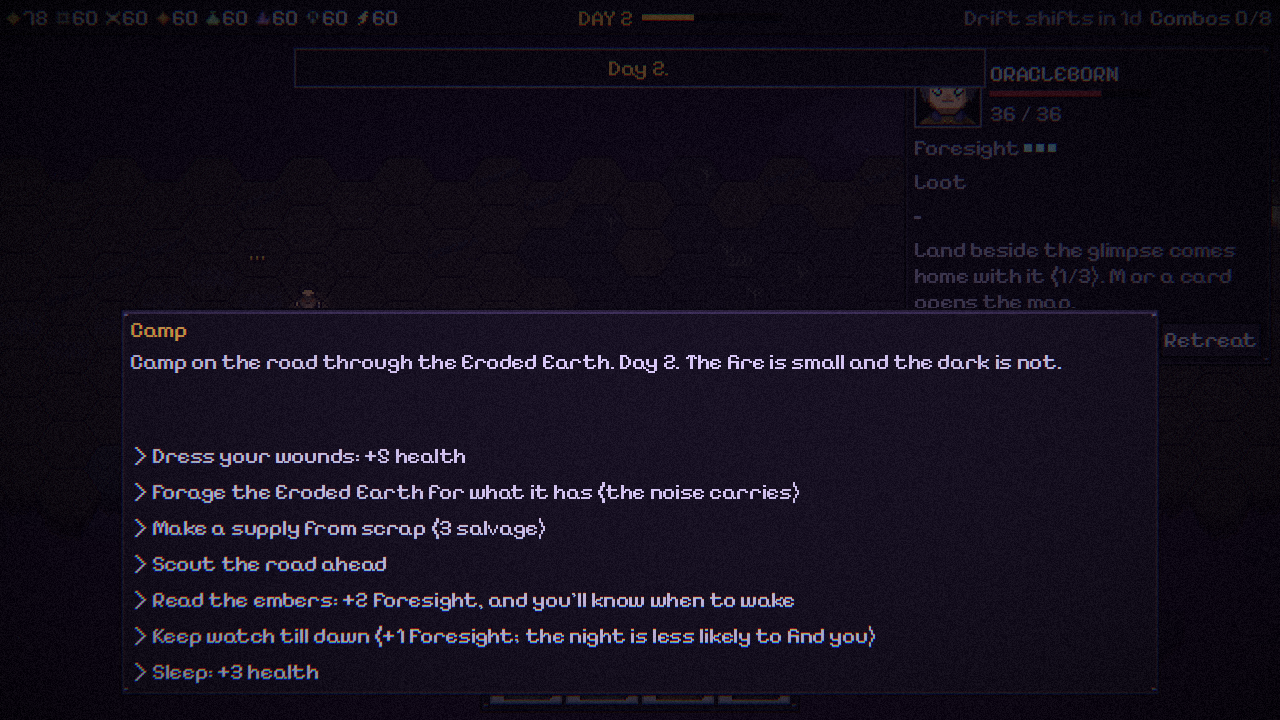 78 60 60 60 60 60 60 60 DAY 2 Drift shifts in 1d Combos 0/8
Day 2.
ORACLEBORN
36 / 36
Foresight
Loot
-
Land beside the glimpse comes
home with it (1/3). M or a card
opens the map.
Retreat
Camp
Camp on the road through the Eroded Earth. Day 2. The fire is small and the dark is not.
> Dress your wounds: +8 health
> Forage the Eroded Earth for what it has (the noise carries)
> Make a supply from scrap (3 salvage)
> Scout the road ahead
> Read the embers: +2 Foresight, and you'll know when to wake
> Keep watch till dawn (+1 Foresight; the night is less likely to find you)
> Sleep: +3 health